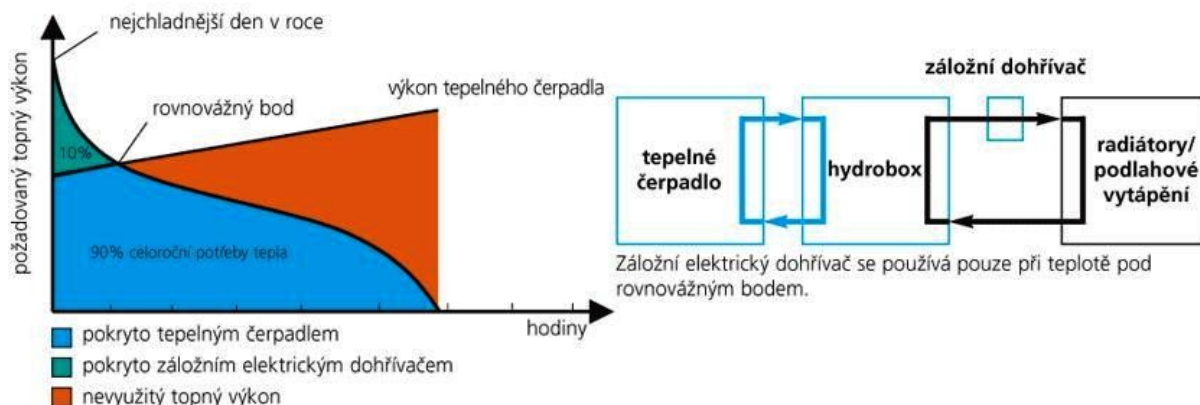 nejchladnější den v roce
rovnovážný bod
výkon tepelného čerpadla
požadovaný topný výkon
10%
90% celoroční potřeby tepla
hodiny
pokryto tepelným čerpadlem
pokryto záložním elektrickým dohřívačem
nevyužitý topný výkon
záložní dohřívač
tepelné
čerpadlo
hydrobox
radiátory/
podlahové
vytápění
Záložní elektrický dohřívač se používá pouze při teplotě pod
rovnovážným bodem.